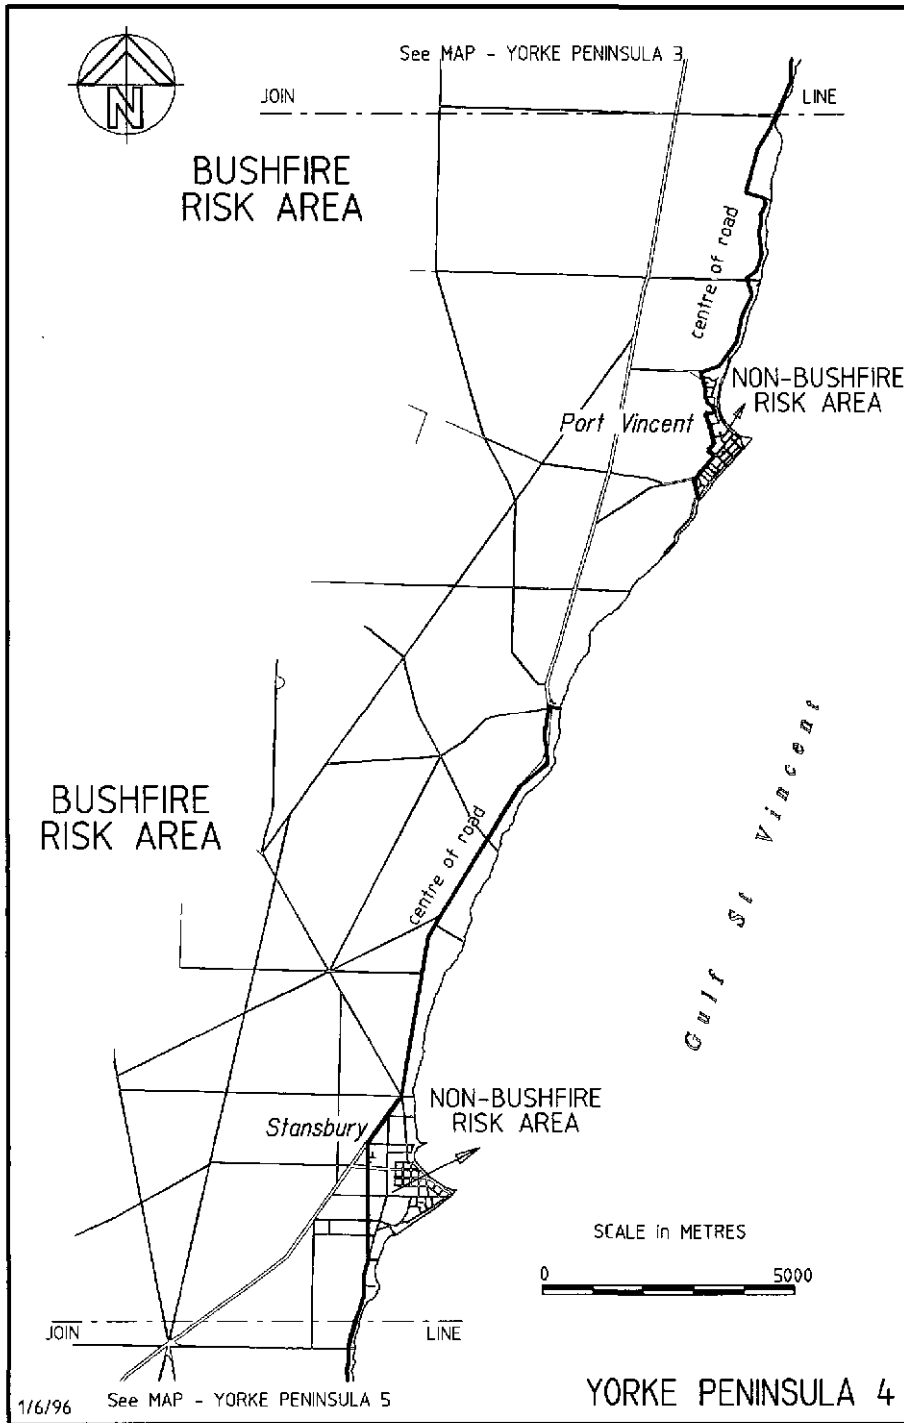 See MAP - YORKE PENINSULA 3
JOIN
LINE
N
BUSHFIRE
RISK AREA
centre of road
NON-BUSHFIRE
RISK AREA
Port Vincent
Gulf St Vincent
BUSHFIRE
RISK AREA
centre of road
NON-BUSHFIRE
RISK AREA
Stansbury
SCALE in METRES
0
5000
JOIN
LINE
1/6/96
See MAP - YORKE PENINSULA 5
YORKE PENINSULA 4